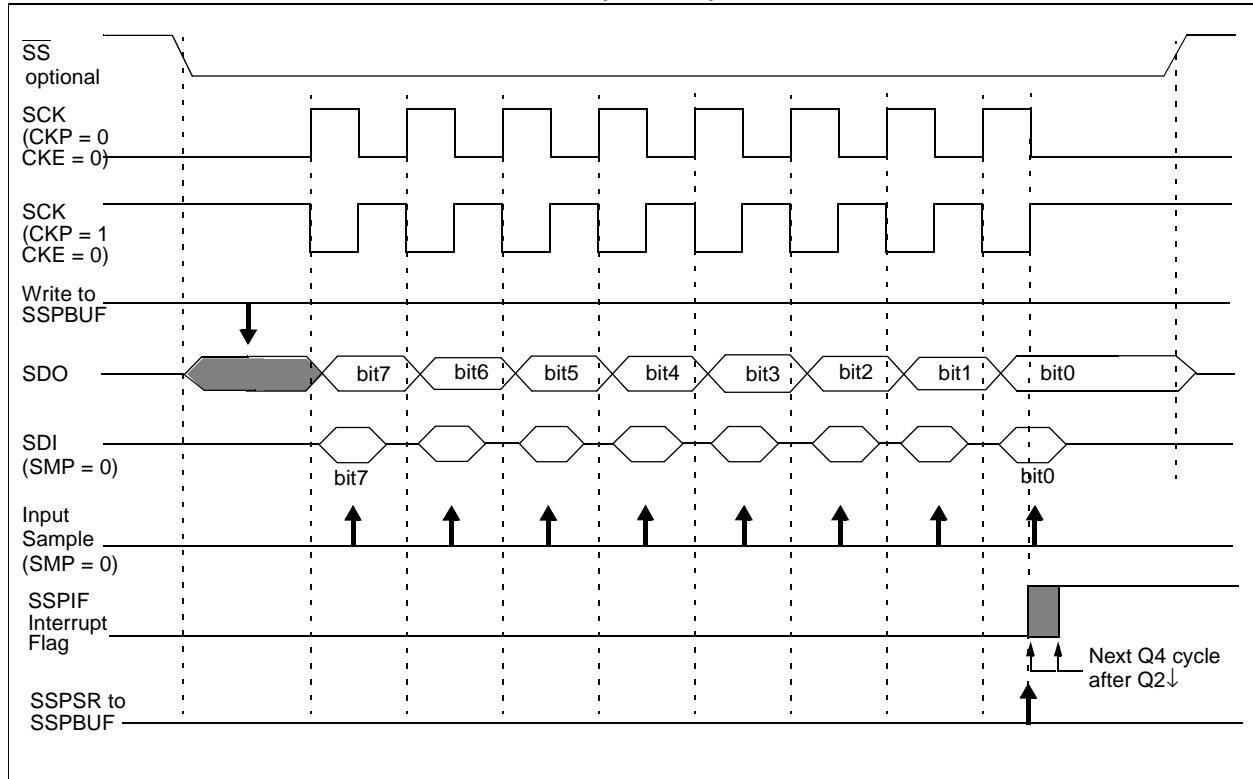 SS
optional
SCK
(CKP = 0
CKE = 0)
SCK
(CKP = 1
CKE = 0)
Write to
SSPBUF
SDO
bit7
bit6
bit5
bit4
bit3
bit2
bit1
bit0
SDI
(SMP = 0)
bit7
bit0
Input
Sample
(SMP = 0)
SSPIF
Interrupt
Flag
Next Q4 cycle
after Q2↓
SSPSR to
SSPBUF